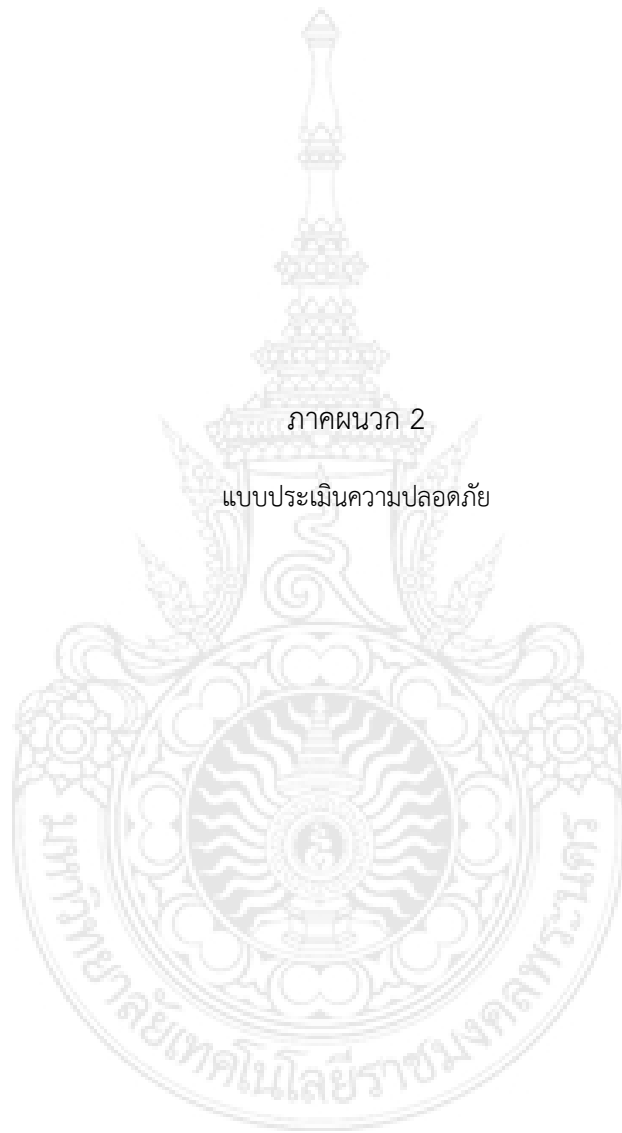 ภาคผนวก 2
แบบประเมินความปลอดภัย
มหาวิทยาลัยเทคโนโลยีราชมงคลพระนคร